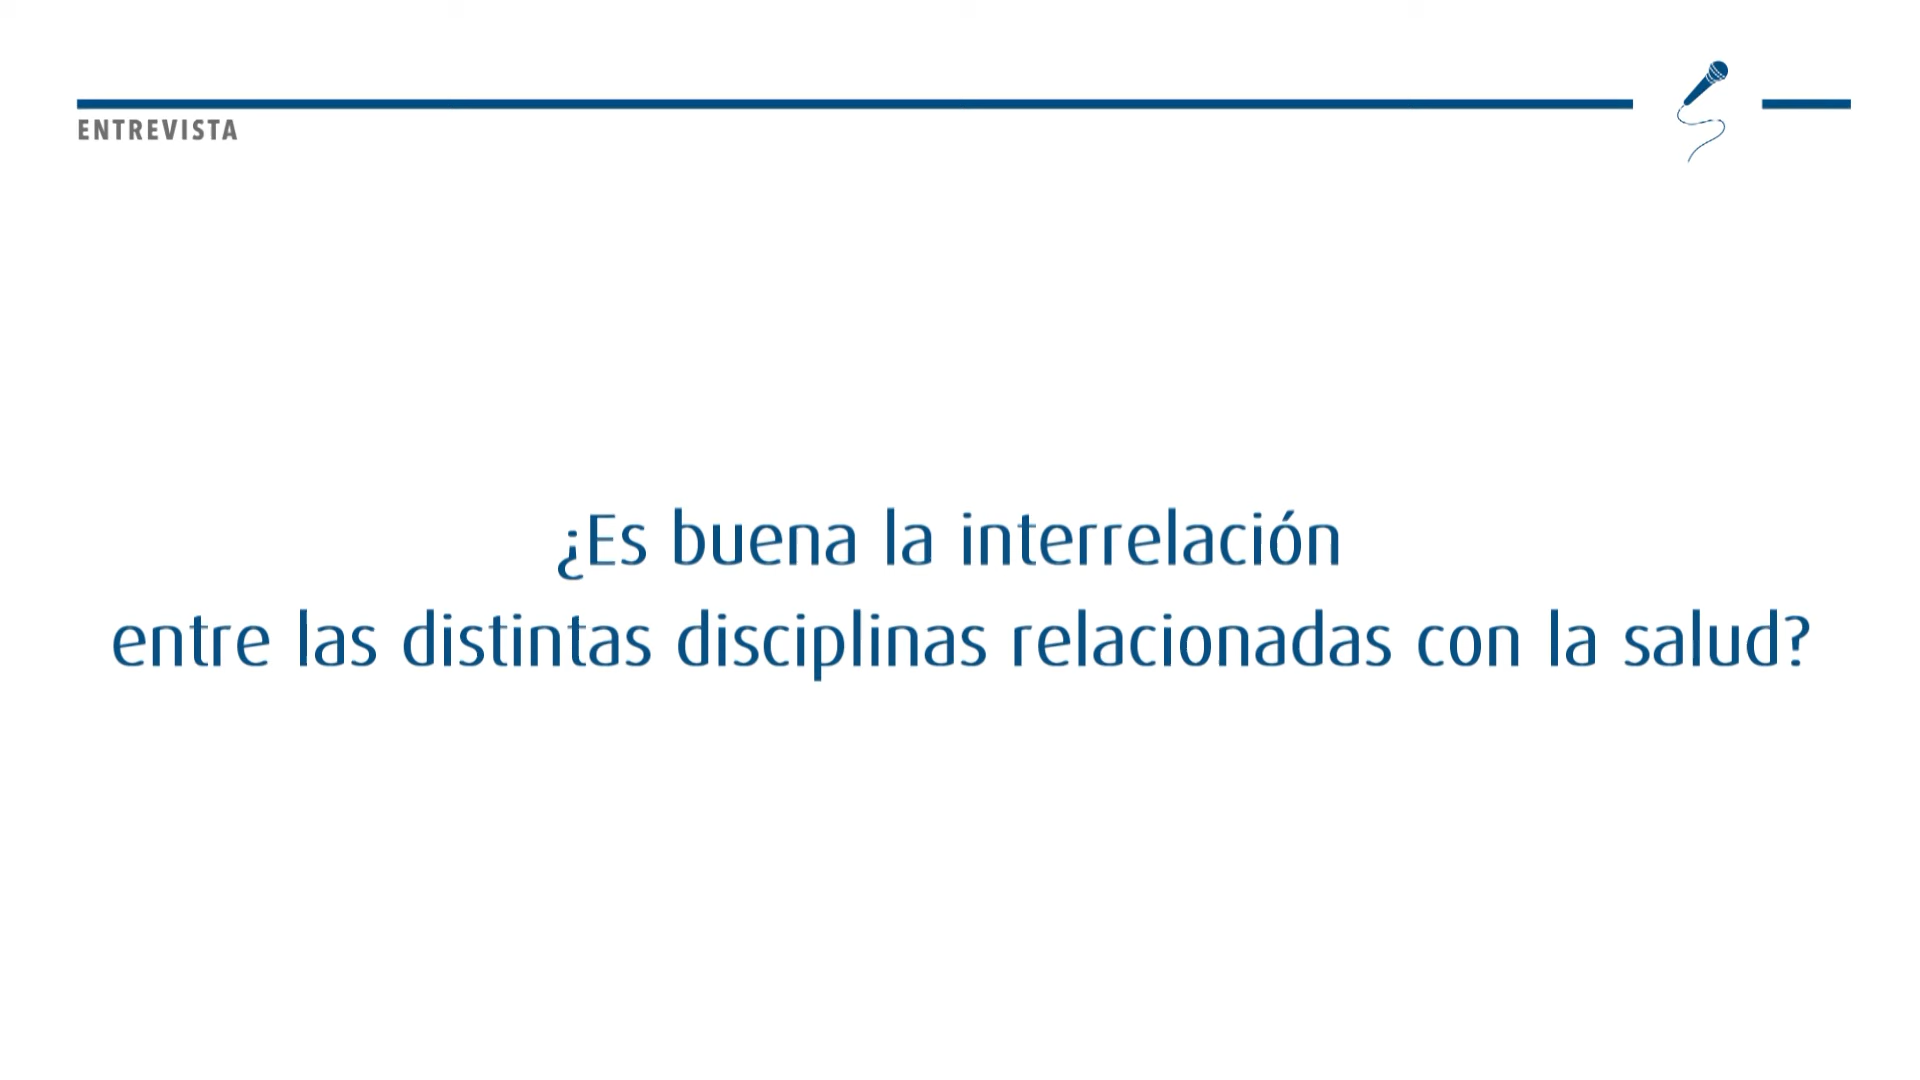 ENTREVISTA
¿Es buena la interrelación
entre las distintas disciplinas relacionadas con la salud?